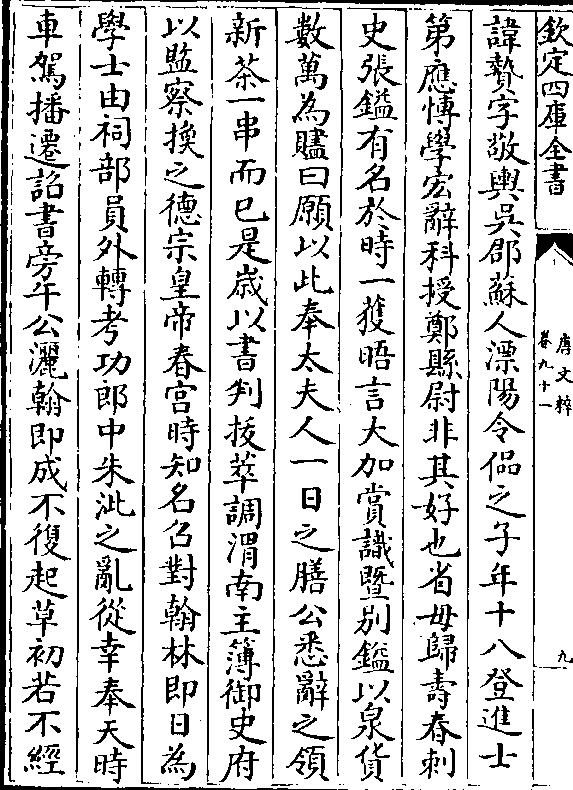 欽定四庫全書
唐文粹
卷九十一
九
諱贄字敬輿吳郡蘇人溧陽令偘之子年十八登進士
第應博學宏辭科授鄭縣尉非其好也省母歸壽春刺
史張鎰有名於時一獲晤言大加賞識暨别鎰以泉貨
數萬為贐曰願以此奉太夫人一日之膳公悉辭之領
新茶一串而已是嵗以書判拔萃調渭南主簿御史府
以監察換之德宗皇帝春宫時知名召對翰林即日為
學士由祠部員外轉考功郎中朱泚之亂從幸奉天時
車駕播遷詔書旁午公灑翰即成不復起草初若不經